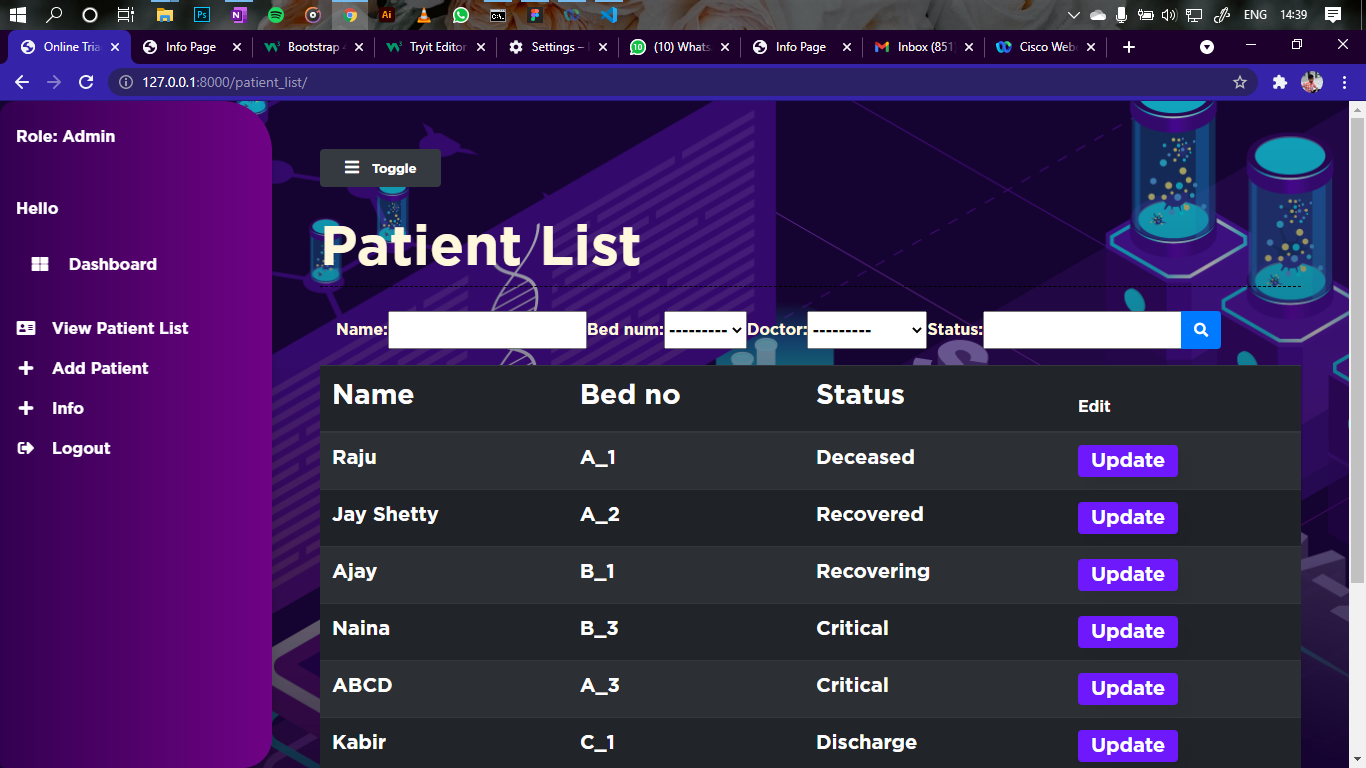 ENG 14:39
Online Tria
Info Page
Bootstrap 4
Tryit Editor
Settings –
(10) Whats
Info Page
Inbox (851)
Cisco Web
127.0.0.1:8000/patient_list/
Role: Admin
Hello
Dashboard
View Patient List
Add Patient
Info
Logout
Toggle
Patient List
Name: Bed num: --------- Doctor: --------- Status:
Name Bed no Status Edit
Raju A_1 Deceased Update
Jay Shetty A_2 Recovered Update
Ajay B_1 Recovering Update
Naina B_3 Critical Update
ABCD A_3 Critical Update
Kabir C_1 Discharge Update